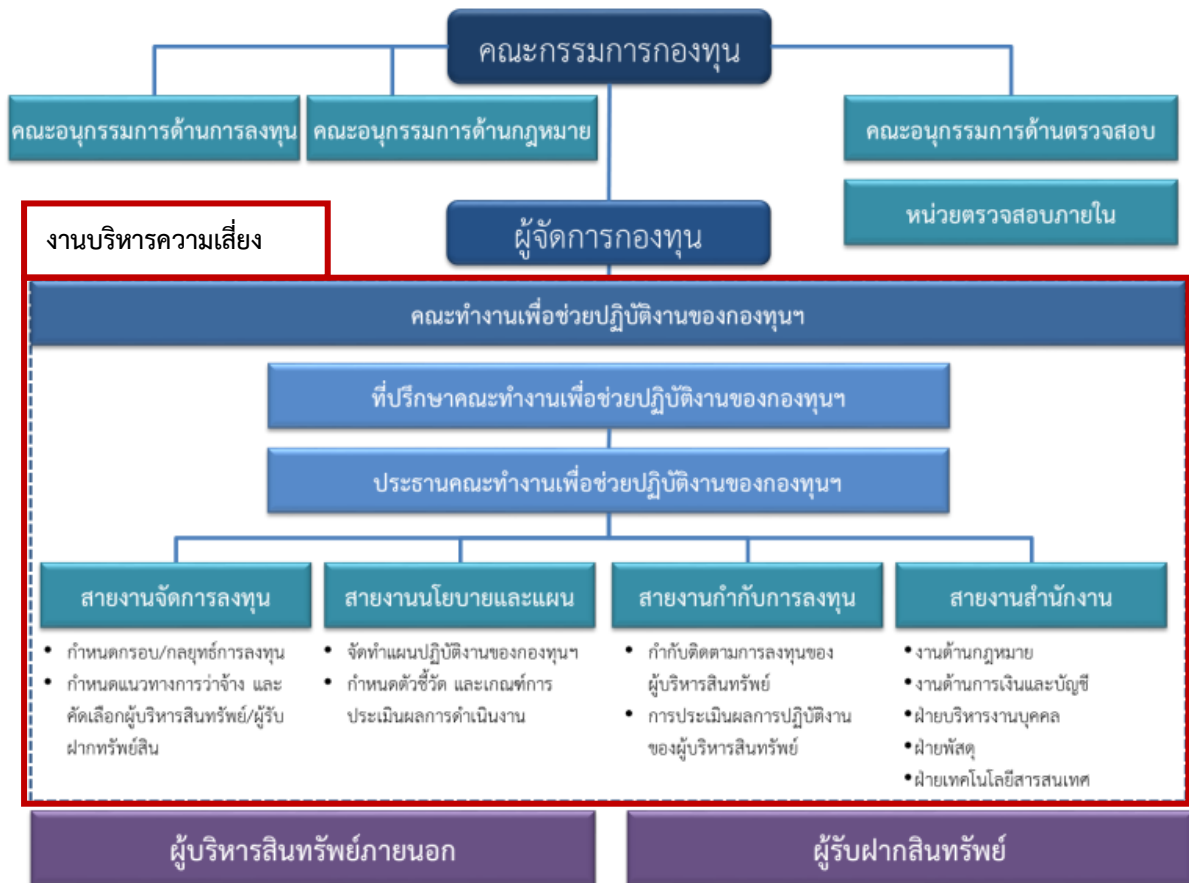 คณะกรรมการกองทุน
คณะอนุกรรมการด้านการลงทุน
คณะอนุกรรมการด้านกฎหมาย
คณะอนุกรรมการด้านตรวจสอบ
หน่วยตรวจสอบภายใน
งานบริหารความเสี่ยง
ผู้จัดการกองทุน
คณะทำงานเพื่อช่วยปฏิบัติงานของกองทุนฯ
ที่ปรึกษาคณะทำงานเพื่อช่วยปฏิบัติงานของกองทุนฯ
ประธานคณะทำงานเพื่อช่วยปฏิบัติงานของกองทุนฯ
สายงานจัดการลงทุน
• กำหนดกรอบ/กลยุทธ์การลงทุน
• กำหนดแนวทางการว่าจ้าง และ
คัดเลือกผู้บริหารสินทรัพย์/ผู้รับ
ฝากทรัพย์สิน
สายงานนโยบายและแผน
• จัดทำแผนปฏิบัติงานของกองทุนฯ
• กำหนดตัวชี้วัด และเกณฑ์การ
ประเมินผลการดำเนินงาน
สายงานกำกับการลงทุน
• กำกับติดตามการลงทุนของ
ผู้บริหารสินทรัพย์
• การประเมินผลการปฏิบัติงาน
ของผู้บริหารสินทรัพย์
สายงานสำนักงาน
•งานด้านกฎหมาย
•งานด้านการเงินและบัญชี
•ฝ่ายบริหารงานบุคคล
•ฝ่ายพัสดุ
•ฝ่ายเทคโนโลยีสารสนเทศ
ผู้บริหารสินทรัพย์ภายนอก
ผู้รับฝากสินทรัพย์